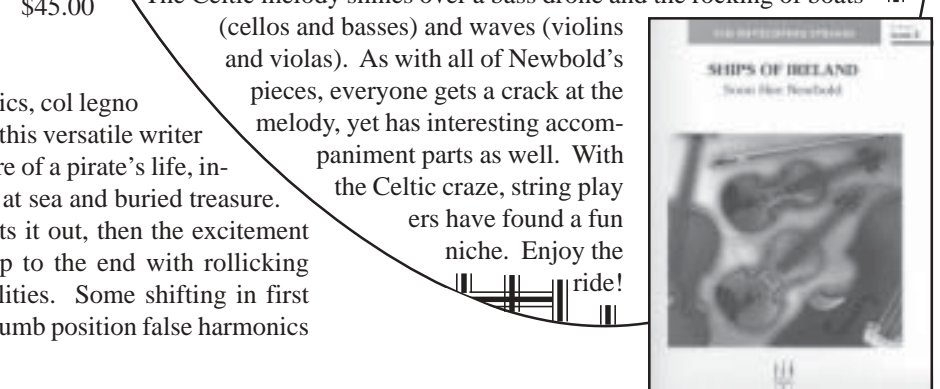 $45.00
ics, col legno
this versatile writer
re of a pirate's life, in-
at sea and buried treasure.
ts it out, then the excitement
p to the end with rollicking
lities. Some shifting in first
umb position false harmonics
The Celtic melody shines over a bass drone and the rocking of boats
(cellos and basses) and waves (violins
and violas). As with all of Newbold's
pieces, everyone gets a crack at the
melody, yet has interesting accom-
paniment parts as well. With
the Celtic craze, string play
ers have found a fun
niche. Enjoy the
ride!
SHIPS OF IRELAND
Soon Hee Newbold